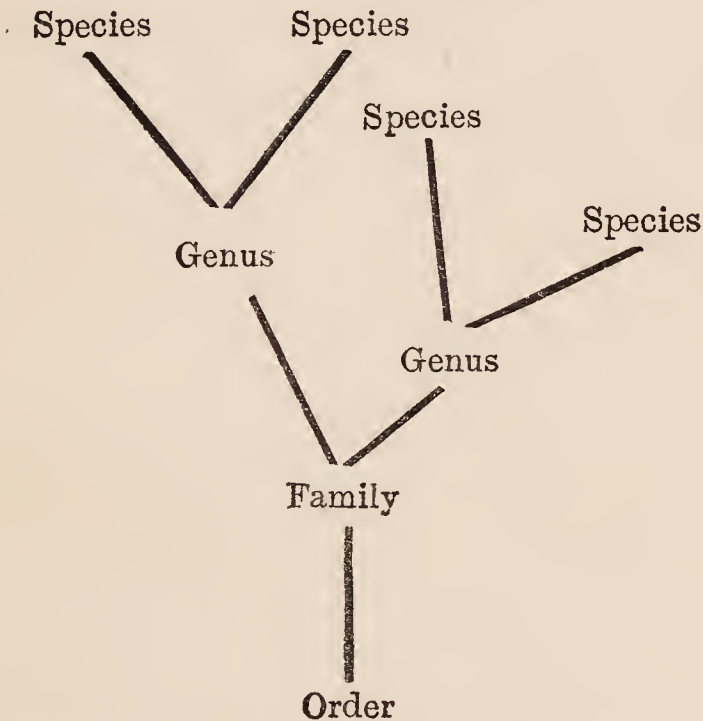 Species Species
Species
Species
Genus
Genus
Family
Order